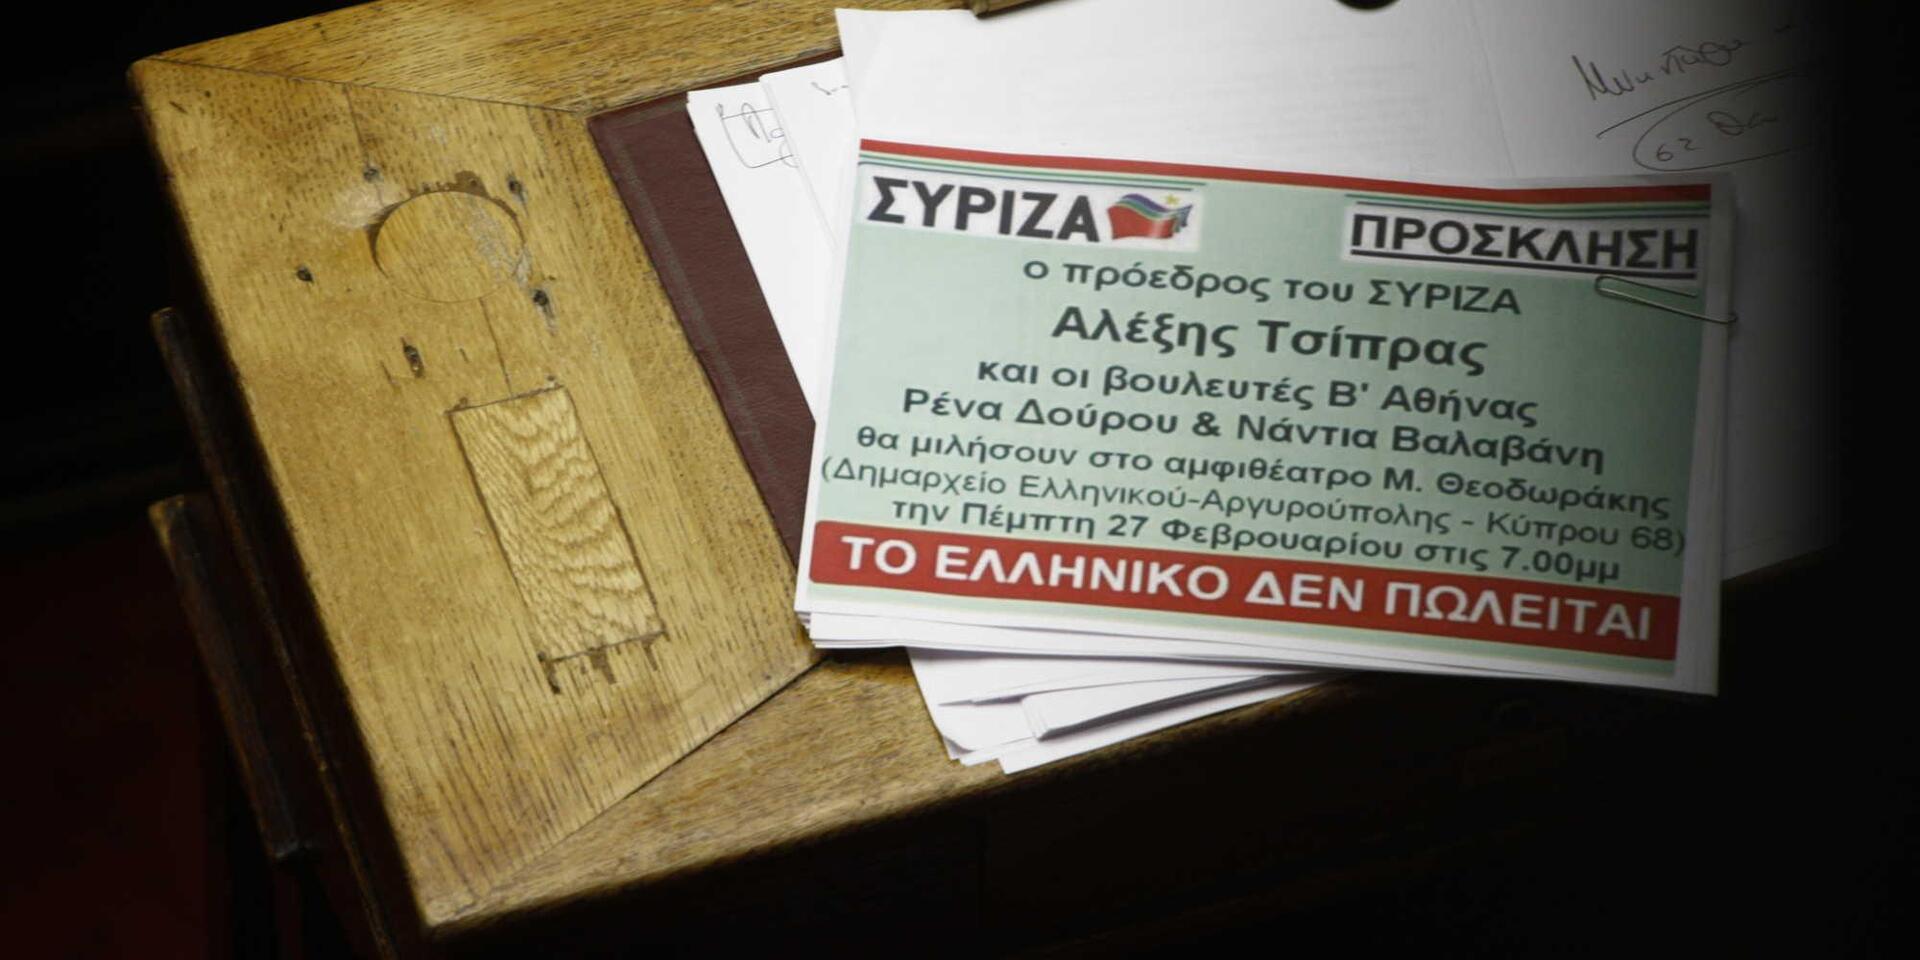 ΣΥΡΙΖΑ
ΠΡΟΣΚΛΗΣΗ
ο πρόεδρος του ΣΥΡΙΖΑ
Αλέξης Τσίπρας
και οι βουλευτές Β' Αθήνας
Ρένα Δούρου & Νάντια Βαλαβάνη
θα μιλήσουν στο αμφιθέατρο Μ. Θεοδωράκης
(Δημαρχείο Ελληνικού-Αργυρούπολης - Κύπρου 68)
την Πέμπτη 27 Φεβρουαρίου στις 7.00μμ
ΤΟ ΕΛΛΗΝΙΚΟ ΔΕΝ ΠΩΛΕΙΤΑΙ